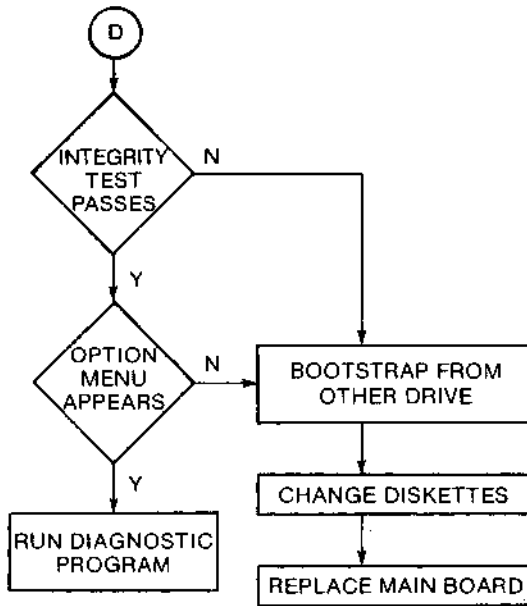 D
INTEGRITY
TEST
PASSES
N
Y
OPTION
MENU
APPEARS
N
Y
BOOTSTRAP FROM
OTHER DRIVE
CHANGE DISKETTES
RUN DIAGNOSTIC
PROGRAM
REPLACE MAIN BOARD